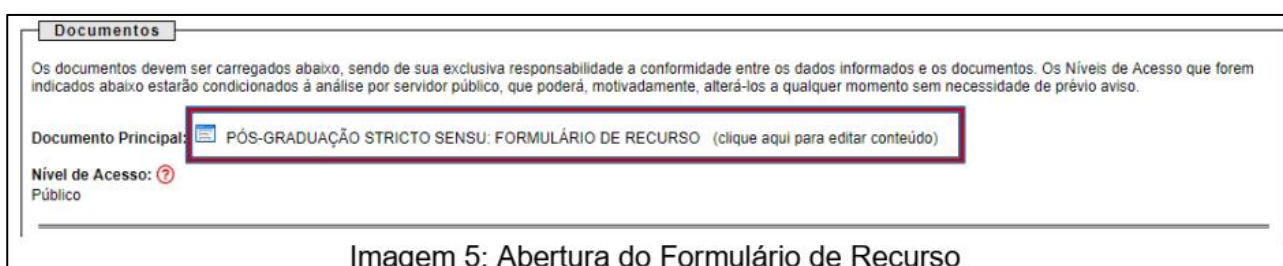 Documentos
Os documentos devem ser carregados abaixo, sendo de sua exclusiva responsabilidade a conformidade entre os dados informados e os documentos. Os Níveis de Acesso que forem
indicados abaixo estarão condicionados à análise por servidor público, que poderá, motivadamente, alterá-los a qualquer momento sem necessidade de prévio aviso.
Documento Principal: PÓS-GRADUAÇÃO STRICTO SENSU: FORMULÁRIO DE RECURSO (clique aqui para editar conteúdo)
Nível de Acesso: ?
Público
Imagem 5: Abertura do Formulário de Recurso